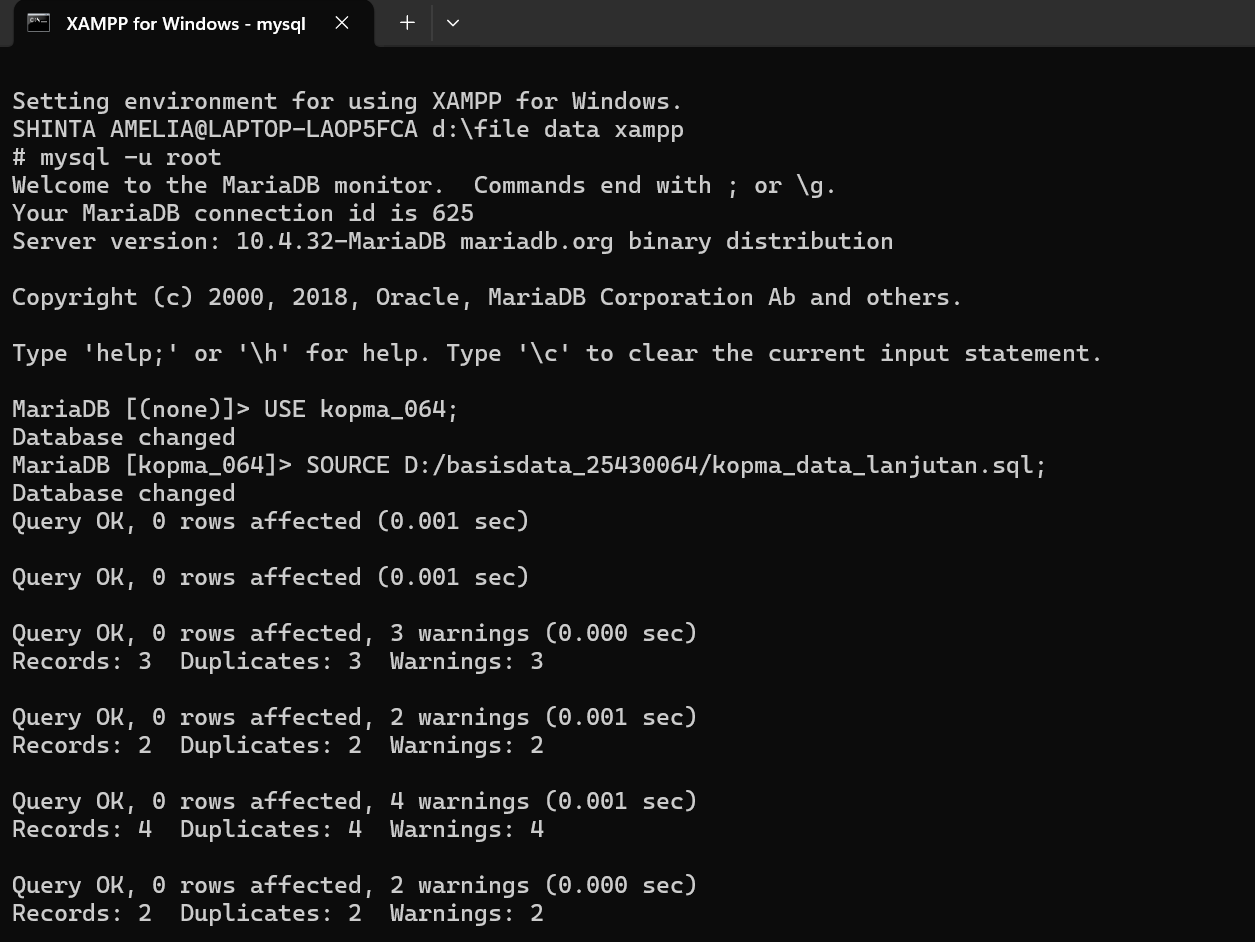 XAMPP for Windows - mysql
Setting environment for using XAMPP for Windows.
SHINTA AMELIA@LAPTOP-LAOP5FCA d:\file data xampp
# mysql -u root
Welcome to the MariaDB monitor.  Commands end with ; or \g.
Your MariaDB connection id is 625
Server version: 10.4.32-MariaDB mariadb.org binary distribution
Copyright (c) 2000, 2018, Oracle, MariaDB Corporation Ab and others.
Type 'help;' or '\h' for help. Type '\c' to clear the current input statement.
MariaDB [(none)]> USE kopma_064;
Database changed
MariaDB [kopma_064]> SOURCE D:/basisdata_25430064/kopma_data_lanjutan.sql;
Database changed
Query OK, 0 rows affected (0.001 sec)
Query OK, 0 rows affected (0.001 sec)
Query OK, 0 rows affected, 3 warnings (0.000 sec)
Records: 3  Duplicates: 3  Warnings: 3
Query OK, 0 rows affected, 2 warnings (0.001 sec)
Records: 2  Duplicates: 2  Warnings: 2
Query OK, 0 rows affected, 4 warnings (0.001 sec)
Records: 4  Duplicates: 4  Warnings: 4
Query OK, 0 rows affected, 2 warnings (0.000 sec)
Records: 2  Duplicates: 2  Warnings: 2